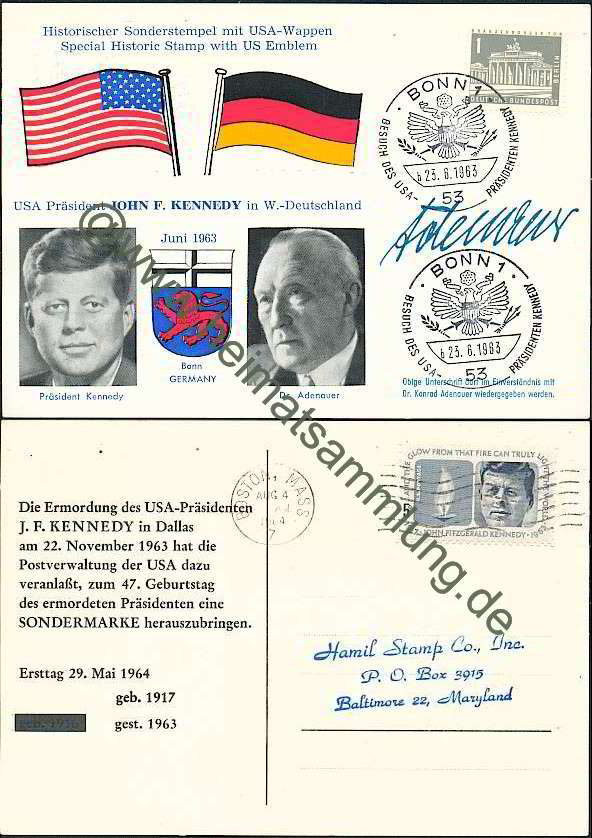 Historischer Sonderstempel mit USA-Wappen
Special Historic Stamp with US Emblem
1
BERLIN
DEUTSCHE BUNDESPOST
BONN 1
BESUCH DES USA-PRÄSIDENTEN KENNEDY
b 23.6.1963
53
USA Präsident JOHN F. KENNEDY in W.-Deutschland
Juni 1963
Adenauer
BONN 1
BESUCH DES USA-PRÄSIDENTEN KENNEDY
b 23.6.1963
53
Bonn
GERMANY
Präsident Kennedy
Dr. Adenauer
Obige Unterschrift darf im Einverständnis mit
Dr. Konrad Adenauer wiedergegeben werden.
©www.heimatsammlung.de
Die Ermordung des USA-Präsidenten
J. F. KENNEDY in Dallas
am 22. November 1963 hat die
Postverwaltung der USA dazu
veranlaßt, zum 47. Geburtstag
des ermordeten Präsidenten eine
SONDERMARKE herauszubringen.
Ersttag 29. Mai 1964
geb. 1917
gest. 1963
BOSTON, MASS
AUG 4
1964
7
AND THE GLOW FROM THAT FIRE CAN TRULY LIGHT THE WORLD
5
JOHN FITZGERALD KENNEDY
Hamil Stamp Co., Inc.
P. O. Box 3915
Baltimore 22, Maryland